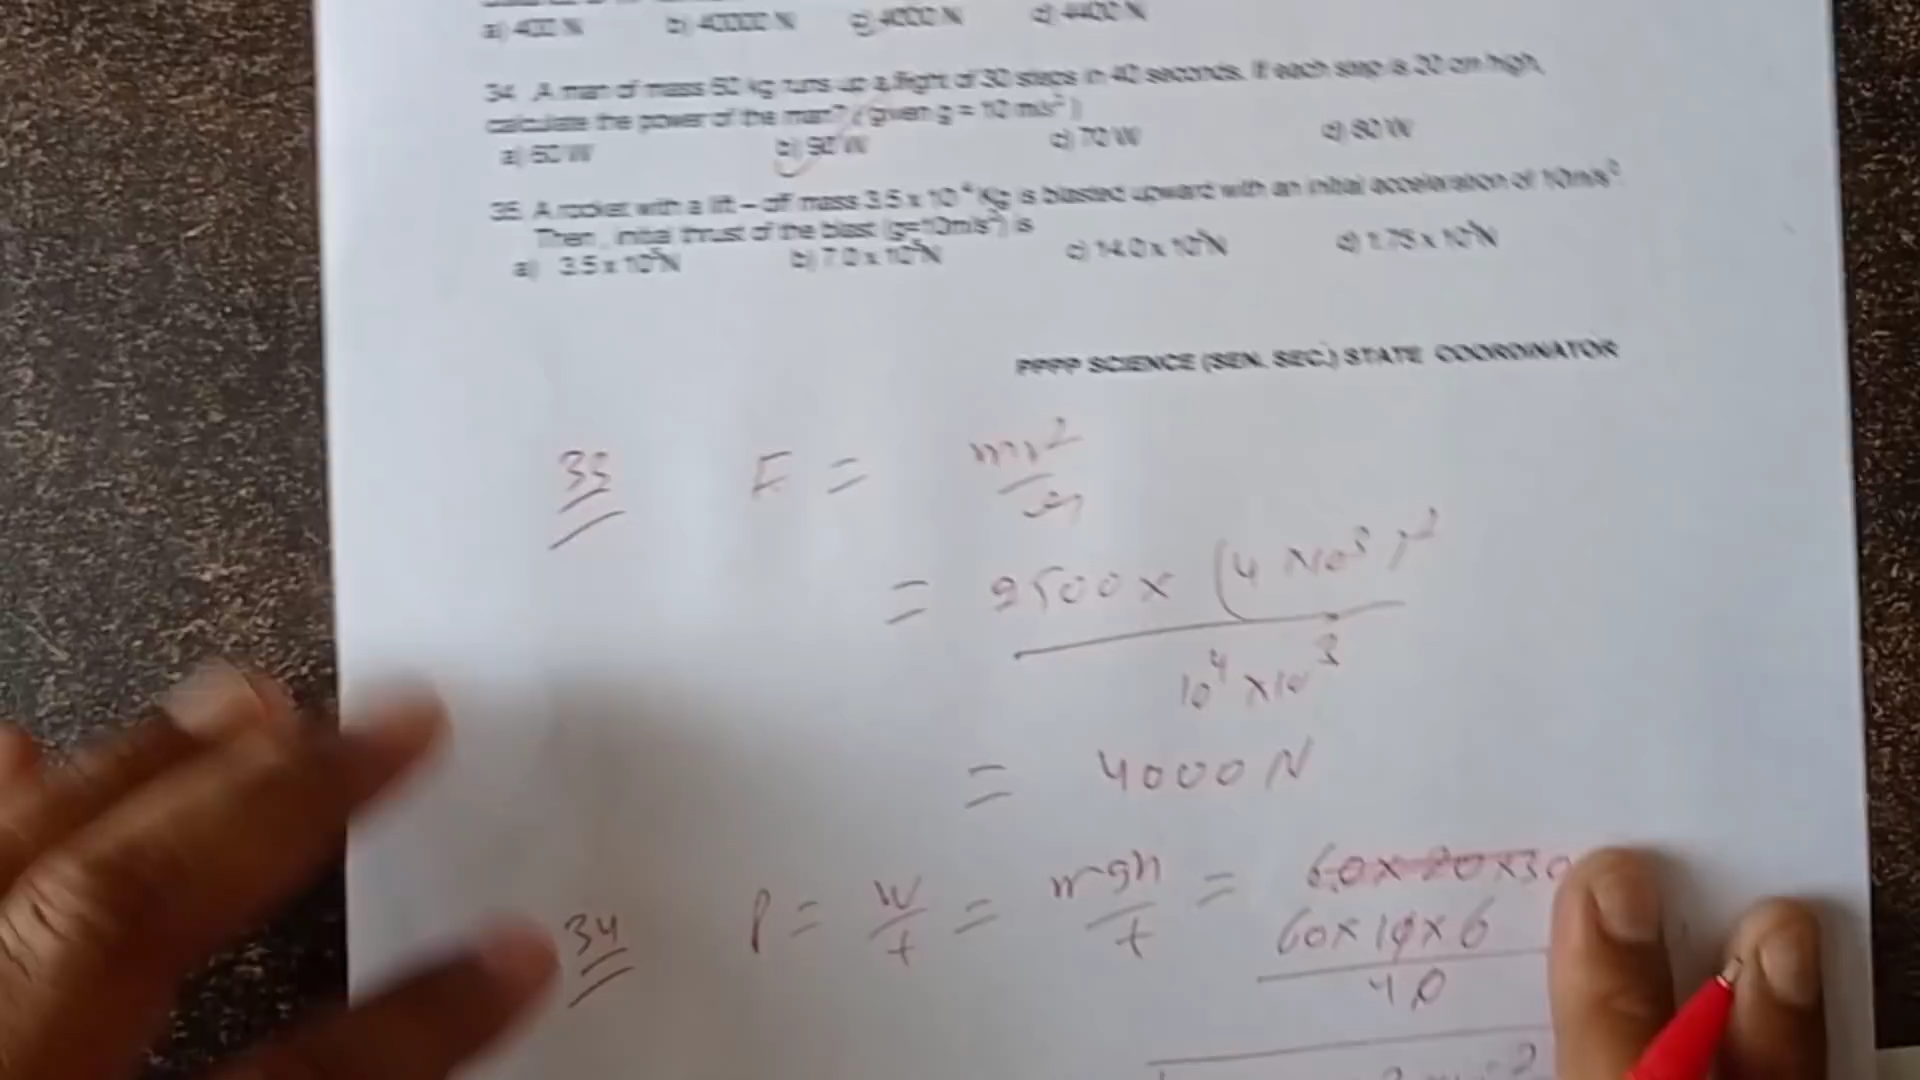 a) 400 N b) 40000 N c) 4000 N d) 4400 N
34. A man of mass 60 kg runs up a flight of 30 steps in 40 seconds. If each step is 20 cm high,
calculate the power of the man? (given g = 10 m/s²)
a) 60 W b) 90 W c) 70 W d) 80 W
35. A rocket with a lift – off mass 3.5 x 10⁴ Kg is blasted upward with an initial acceleration of 10m/s².
Then, initial thrust of the blast (g=10m/s²) is
a) 3.5 x 10⁵N b) 7.0 x 10⁵N c) 14.0 x 10⁵N d) 1.75 x 10⁵N
PPPP SCIENCE (SEN. SEC.) STATE COORDINATOR
33 F = mv²
= 2500 x (4 x10³)²
10⁴ x10³
= 4000 N
34 P = W/t = mgh/t = 60x20x30
60x10x6
40